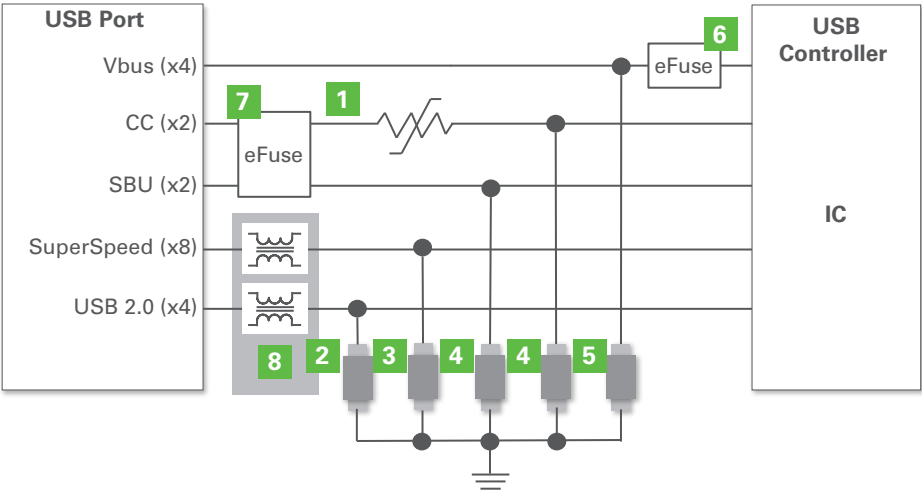 USB Port
USB
Controller
IC
Vbus (x4)
6
eFuse
7
1
CC (x2)
eFuse
SBU (x2)
SuperSpeed (x8)
USB 2.0 (x4)
8
2
3
4
4
5